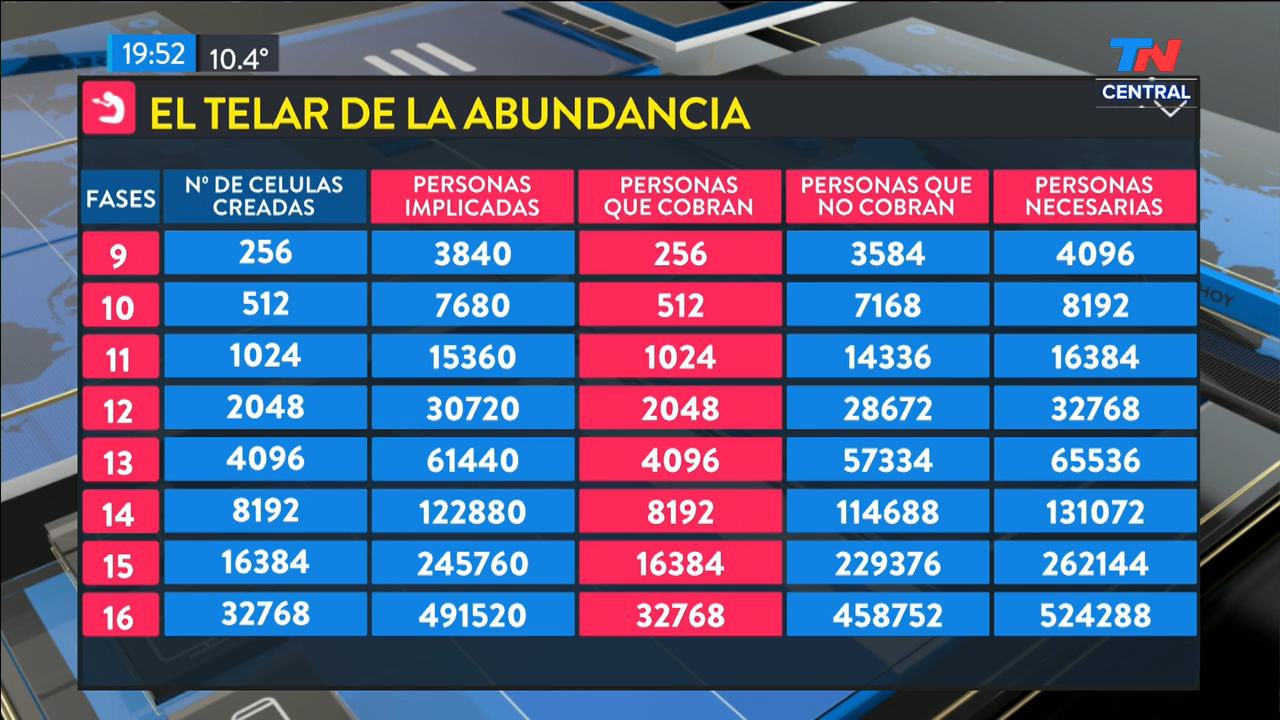 19:52 10.4°
TN
CENTRAL
EL TELAR DE LA ABUNDANCIA
FASES
Nº DE CELULAS
CREADAS
PERSONAS
IMPLICADAS
PERSONAS
QUE COBRAN
PERSONAS QUE
NO COBRAN
PERSONAS
NECESARIAS
9 256 3840 256 3584 4096
10 512 7680 512 7168 8192
11 1024 15360 1024 14336 16384
12 2048 30720 2048 28672 32768
13 4096 61440 4096 57334 65536
14 8192 122880 8192 114688 131072
15 16384 245760 16384 229376 262144
16 32768 491520 32768 458752 524288
HOY